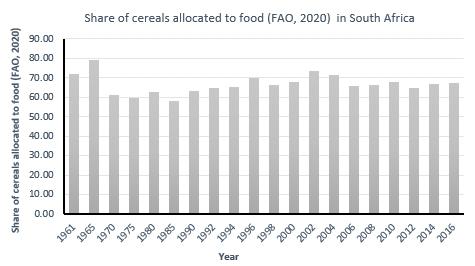 Share of cereals allocated to food (FAO, 2020)  in South Africa
Share of cereals allocated to food (FAO, 2020)
90.00
80.00
70.00
60.00
50.00
40.00
30.00
20.00
10.00
0.00
1961 1965 1970 1975 1980 1985 1990 1992 1994 1996 1998 2000 2002 2004 2006 2008 2010 2012 2014 2016
Year